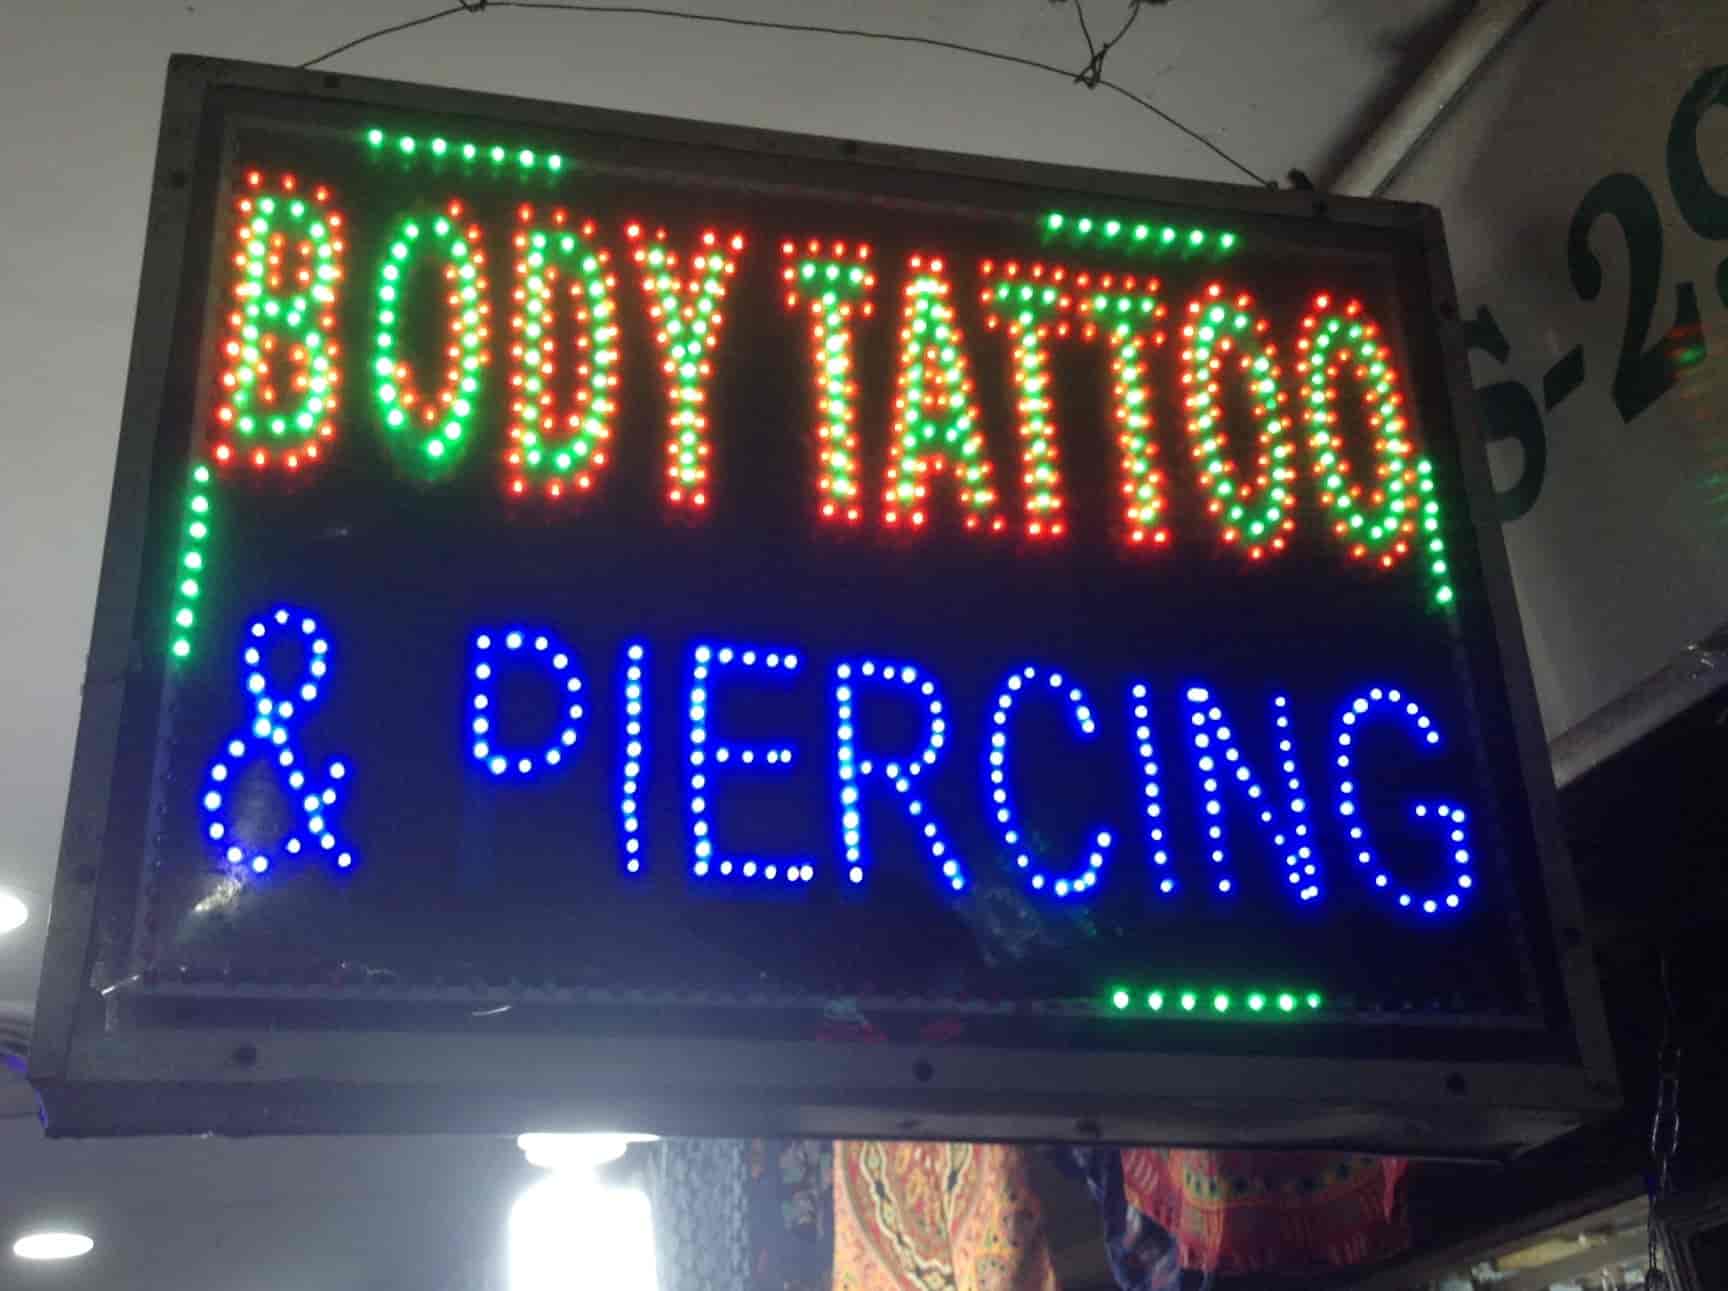 BODY TATTOO
& PIERCING